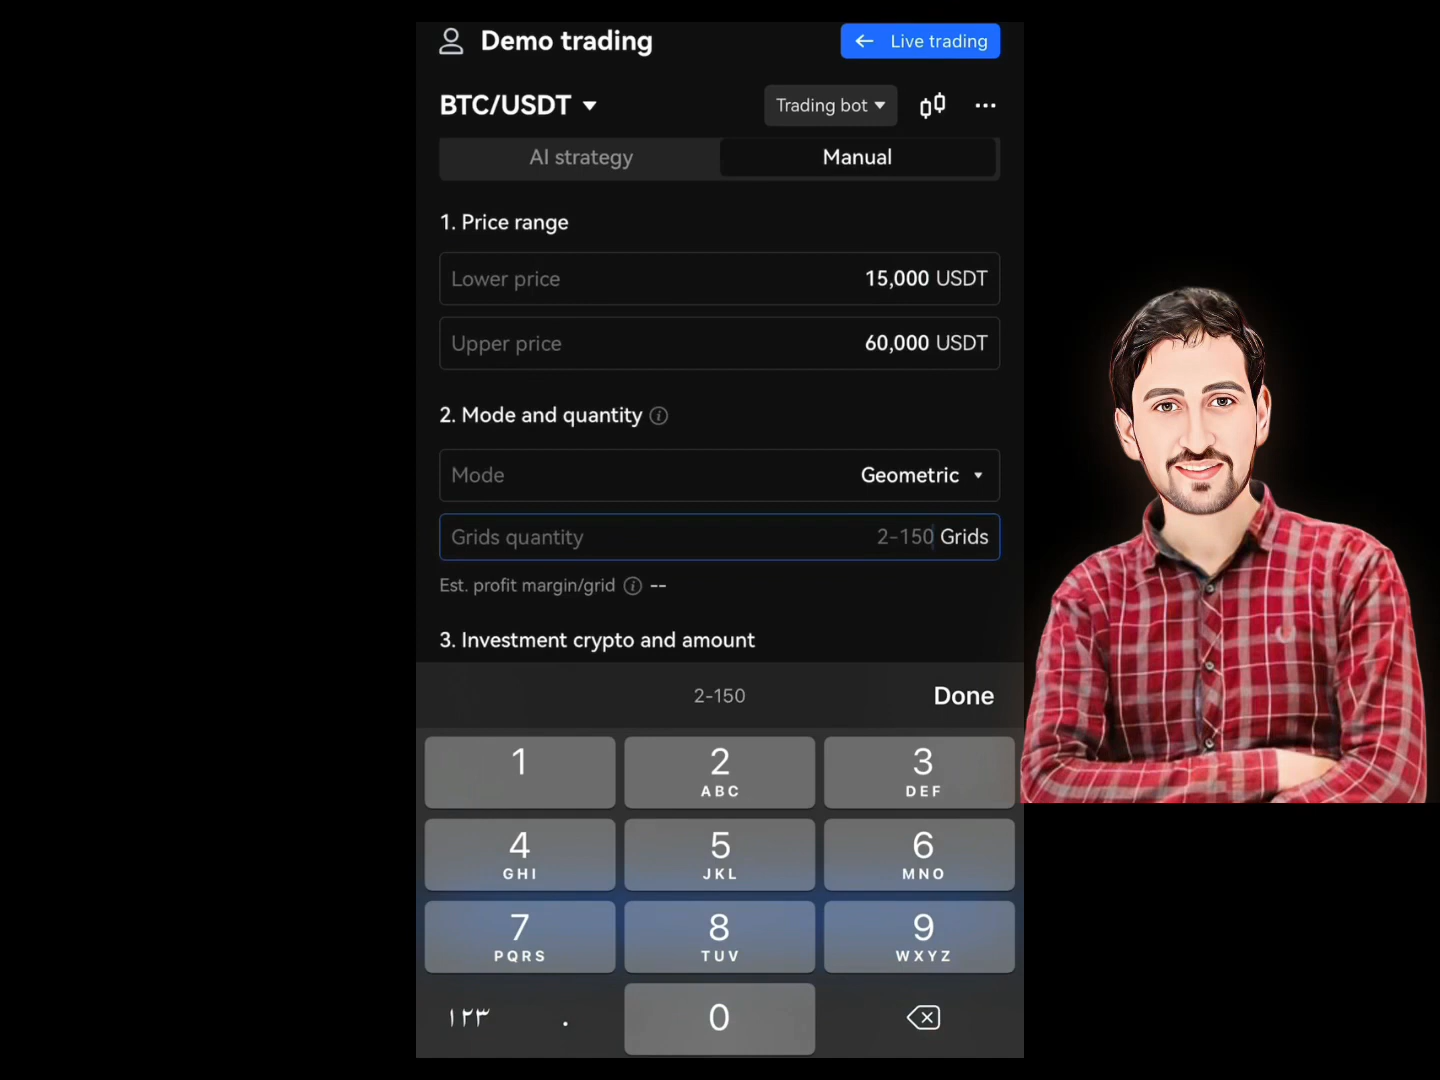 Demo trading
Live trading
BTC/USDT
Trading bot
AI strategy
Manual
1. Price range
Lower price
15,000 USDT
Upper price
60,000 USDT
2. Mode and quantity
Mode
Geometric
Grids quantity
2-150 Grids
Est. profit margin/grid --
3. Investment crypto and amount
2-150
Done
1
2
ABC
3
DEF
4
GHI
5
JKL
6
MNO
7
PQRS
8
TUV
9
WXYZ
١٢٣
.
0